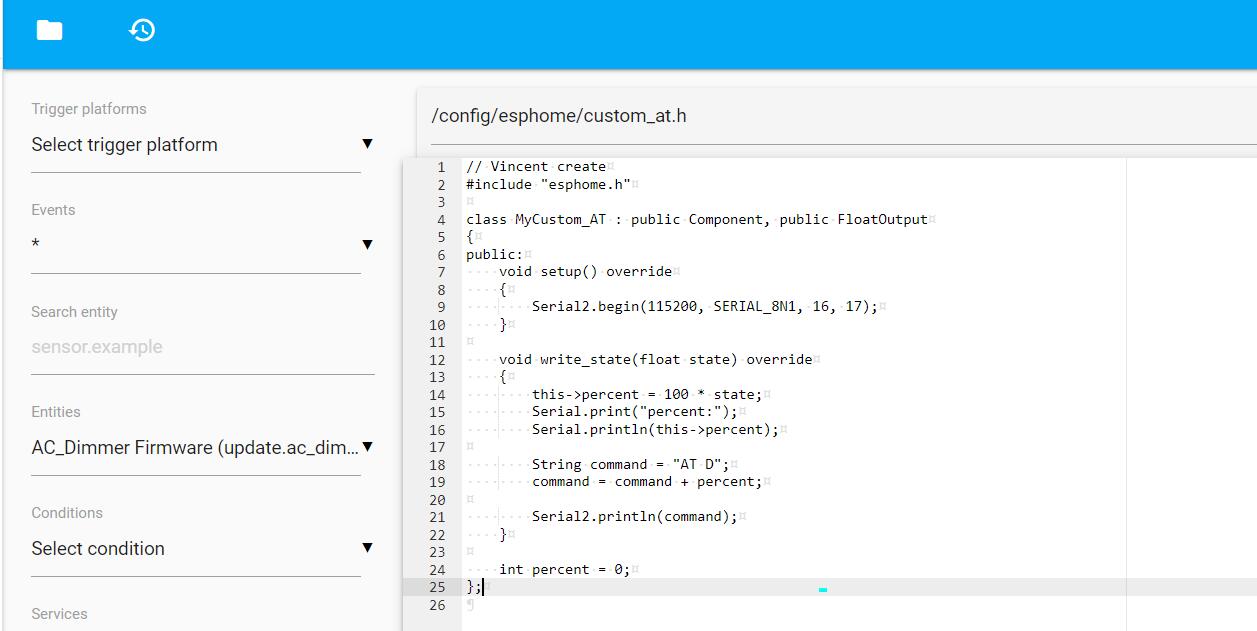 Trigger platforms
Select trigger platform
Events
*
Search entity
sensor.example
Entities
AC_Dimmer Firmware (update.ac_dim...
Conditions
Select condition
Services
/config/esphome/custom_at.h
1 // Vincent create
2 #include "esphome.h"
3
4 class MyCustom_AT : public Component, public FloatOutput
5 {
6 public:
7     void setup() override
8     {
9         Serial2.begin(115200, SERIAL_8N1, 16, 17);
10     }
11
12     void write_state(float state) override
13     {
14         this->percent = 100 * state;
15         Serial.print("percent:");
16         Serial.println(this->percent);
17
18         String command = "AT D";
19         command = command + percent;
20
21         Serial2.println(command);
22     }
23
24     int percent = 0;
25 };
26